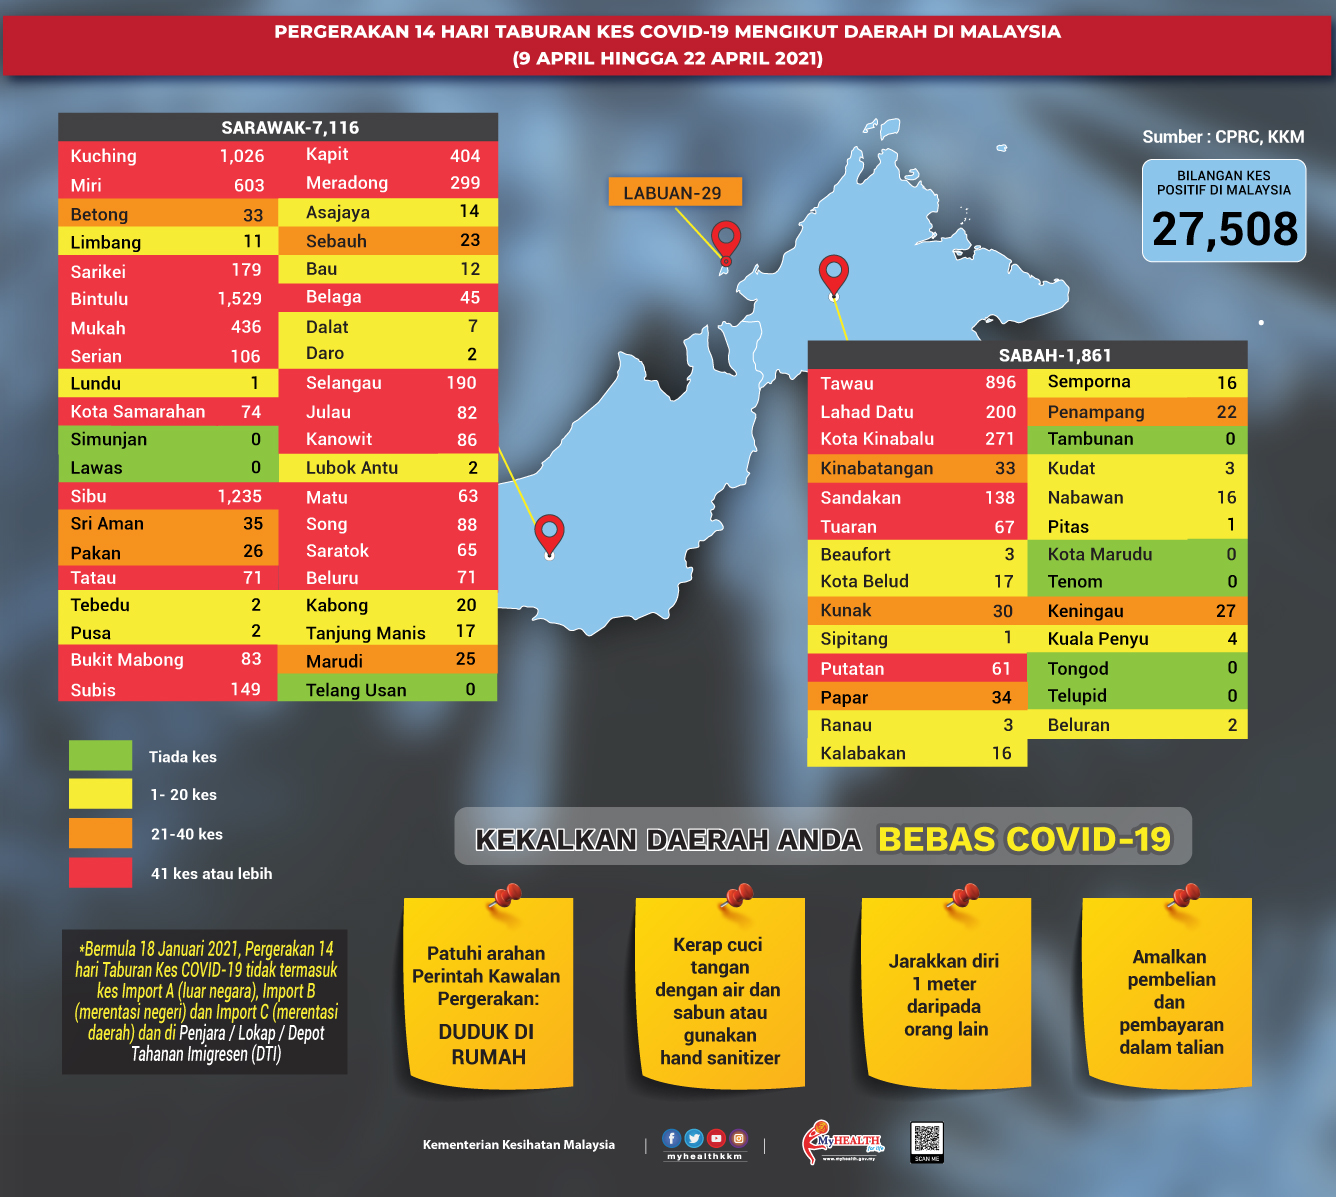 PERGERAKAN 14 HARI TABURAN KES COVID-19 MENGIKUT DAERAH DI MALAYSIA
(9 APRIL HINGGA 22 APRIL 2021)
Sumber : CPRC, KKM
BILANGAN KES
POSITIF DI MALAYSIA
27,508
LABUAN-29
SARAWAK-7,116
Kuching 1,026 Kapit 404
Miri 603 Meradong 299
Betong 33 Asajaya 14
Limbang 11 Sebauh 23
Sarikei 179 Bau 12
Bintulu 1,529 Belaga 45
Mukah 436 Dalat 7
Serian 106 Daro 2
Lundu 1 Selangau 190
Kota Samarahan 74 Julau 82
Simunjan 0 Kanowit 86
Lawas 0 Lubok Antu 2
Sibu 1,235 Matu 63
Sri Aman 35 Song 88
Pakan 26 Saratok 65
Tatau 71 Beluru 71
Tebedu 2 Kabong 20
Pusa 2 Tanjung Manis 17
Bukit Mabong 83 Marudi 25
Subis 149 Telang Usan 0
SABAH-1,861
Tawau 896 Semporna 16
Lahad Datu 200 Penampang 22
Kota Kinabalu 271 Tambunan 0
Kinabatangan 33 Kudat 3
Sandakan 138 Nabawan 16
Tuaran 67 Pitas 1
Beaufort 3 Kota Marudu 0
Kota Belud 17 Tenom 0
Kunak 30 Keningau 27
Sipitang 1 Kuala Penyu 4
Putatan 61 Tongod 0
Papar 34 Telupid 0
Ranau 3 Beluran 2
Kalabakan 16
Tiada kes
1- 20 kes
21-40 kes
41 kes atau lebih
*Bermula 18 Januari 2021, Pergerakan 14
hari Taburan Kes COVID-19 tidak termasuk
kes Import A (luar negara), Import B
(merentasi negeri) dan Import C (merentasi
daerah) dan di Penjara / Lokap / Depot
Tahanan Imigresen (DTI)
KEKALKAN DAERAH ANDA BEBAS COVID-19
Patuhi arahan
Perintah Kawalan
Pergerakan:
DUDUK DI
RUMAH
Kerap cuci
tangan
dengan air dan
sabun atau
gunakan
hand sanitizer
Jarakkan diri
1 meter
daripada
orang lain
Amalkan
pembelian
dan
pembayaran
dalam talian
Kementerian Kesihatan Malaysia
myhealthkkm
MyHEALTH
for life
www.myhealth.gov.my
SCAN ME